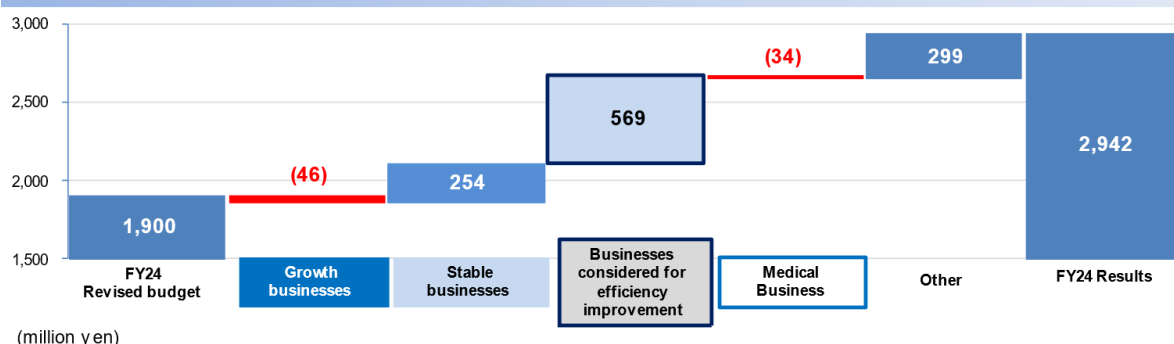 3,000
2,500
2,000
1,500
1,900
(46)
254
569
(34)
299
2,942
FY24
Revised budget
Growth
businesses
Stable
businesses
Businesses
considered for
efficiency
improvement
Medical
Business
Other
FY24 Results
(million yen)